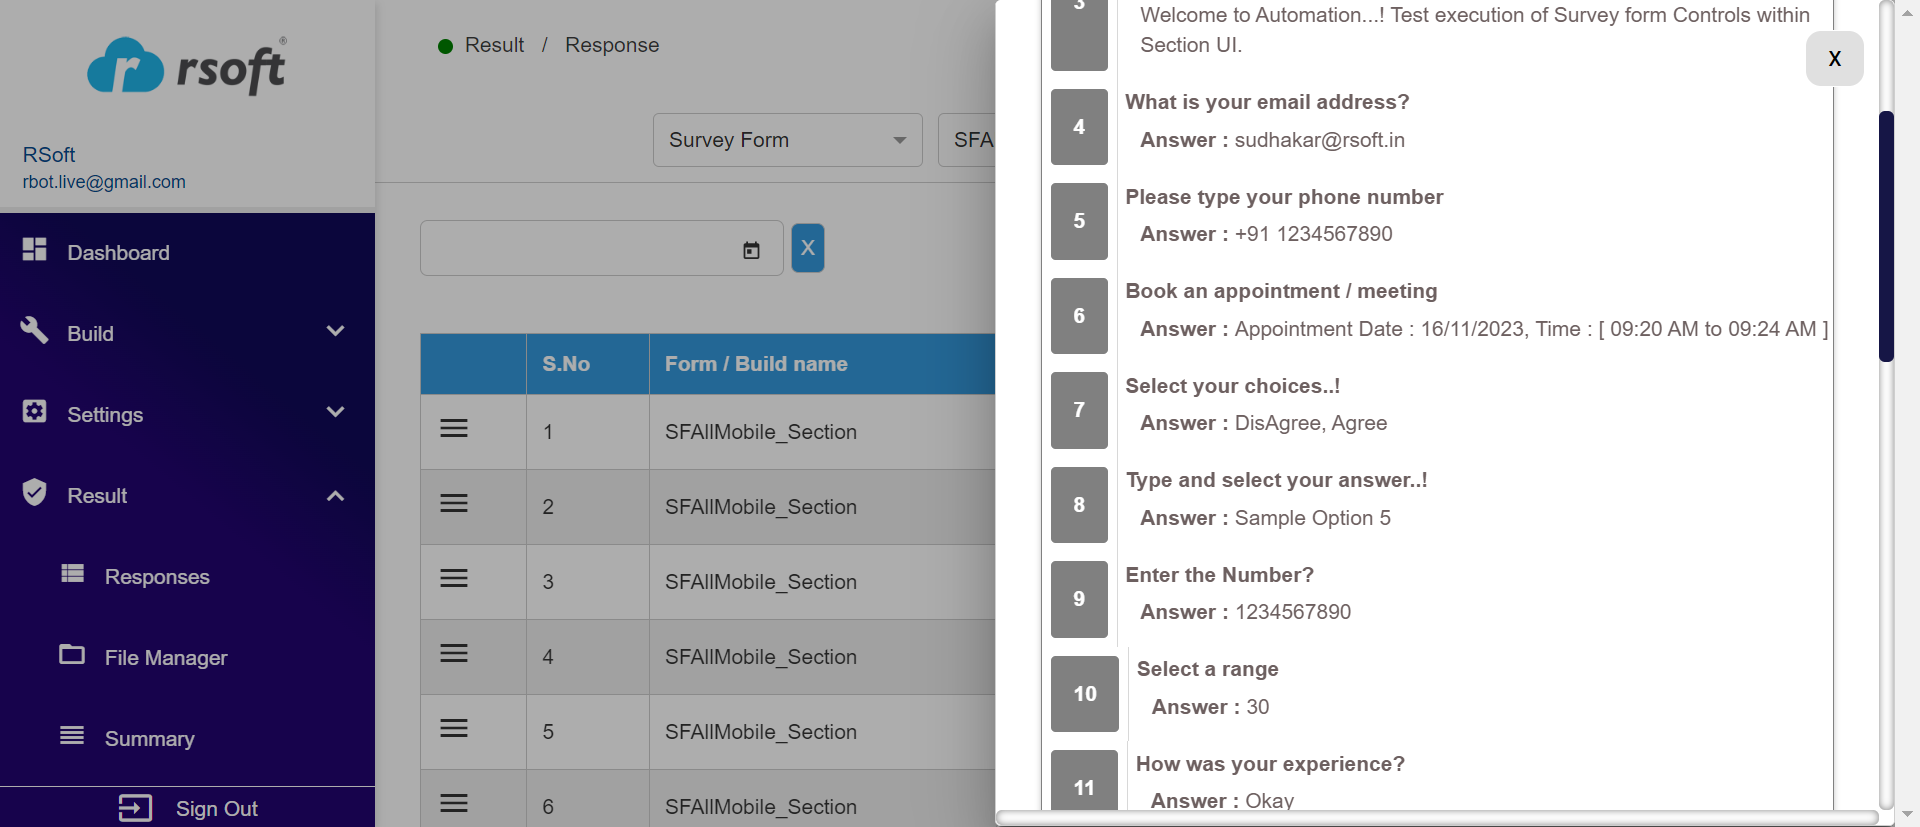 rsoft®
RSoft
rbot.live@gmail.com
Dashboard
Build
Settings
Result
Responses
File Manager
Summary
Sign Out
Result / Response
Survey Form
SFA
X
S.No Form / Build name
1 SFAllMobile_Section
2 SFAllMobile_Section
3 SFAllMobile_Section
4 SFAllMobile_Section
5 SFAllMobile_Section
6 SFAllMobile_Section
X
3
Welcome to Automation...! Test execution of Survey form Controls within
Section UI.
4 What is your email address?
Answer : sudhakar@rsoft.in
5 Please type your phone number
Answer : +91 1234567890
6 Book an appointment / meeting
Answer : Appointment Date : 16/11/2023, Time : [ 09:20 AM to 09:24 AM ]
7 Select your choices..!
Answer : DisAgree, Agree
8 Type and select your answer..!
Answer : Sample Option 5
9 Enter the Number?
Answer : 1234567890
10 Select a range
Answer : 30
11 How was your experience?
Answer : Okay